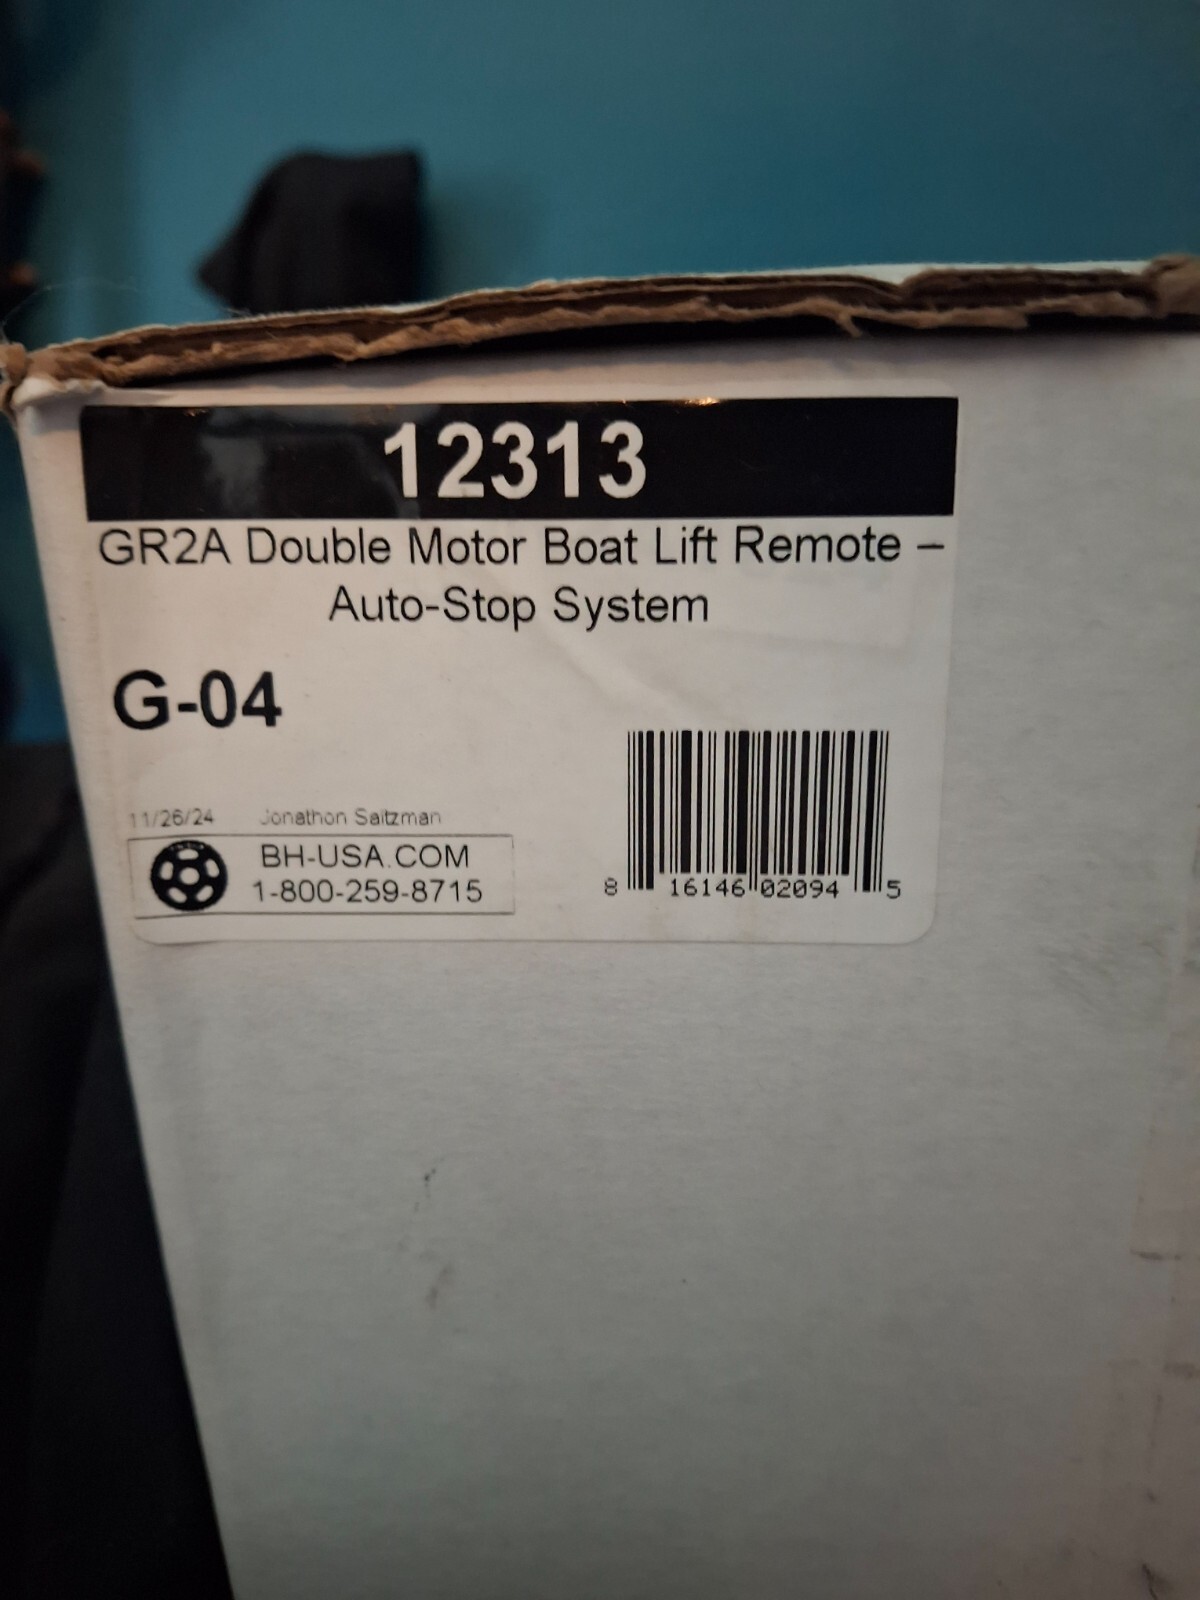 12313
GR2A Double Motor Boat Lift Remote –
Auto-Stop System
G-04
11/26/24 Jonathon Saltzman
BH-USA.COM
1-800-259-8715
8 16146 02094 5